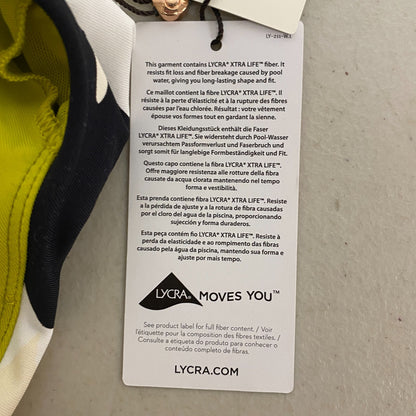 LY-211-W.1
This garment contains LYCRA® XTRA LIFE™ fiber. It
resists fit loss and fiber breakage caused by pool
water, giving you long-lasting shape and fit.
Ce maillot contient la fibre LYCRA® XTRA LIFE™. Il
résiste à la perte d'élasticité et à la rupture des fibres
causées par l'eau chlorée. Résultat : votre vêtement
épouse vos formes tout en gardant la sienne.
Dieses Kleidungsstück enthält die Faser
LYCRA® XTRA LIFE™. Sie widersteht durch Pool-Wasser
verursachtem Passformverlust und Faserbruch und
sorgt somit für langlebige Formbeständigkeit und Fit.
Questo capo contiene la fibra LYCRA® XTRA LIFE™.
Offre maggiore resistenza alle rotture della fibra
causate da acqua clorata mantenendo nel tempo
forma e vestibilità.
Esta prenda contiene fibra LYCRA® XTRA LIFE™. Resiste
a la pérdida de ajuste y a la rotura de fibra causadas
por el cloro del agua de la piscina, proporcionando
sujección y forma duraderos.
Esta peça contém fio LYCRA® XTRA LIFE™. Resiste à
perda da elasticidade e ao rompimento das fibras
causado pela água da piscina, mantendo sua forma e
ajuste por mais tempo.
LYCRA® MOVES YOU™
See product label for full fiber content. / Voir
l'étiquette pour la composition des fibres textiles. /
Consulte a etiqueta do produto para conhecer o
conteúdo completo de fibras.
LYCRA.COM